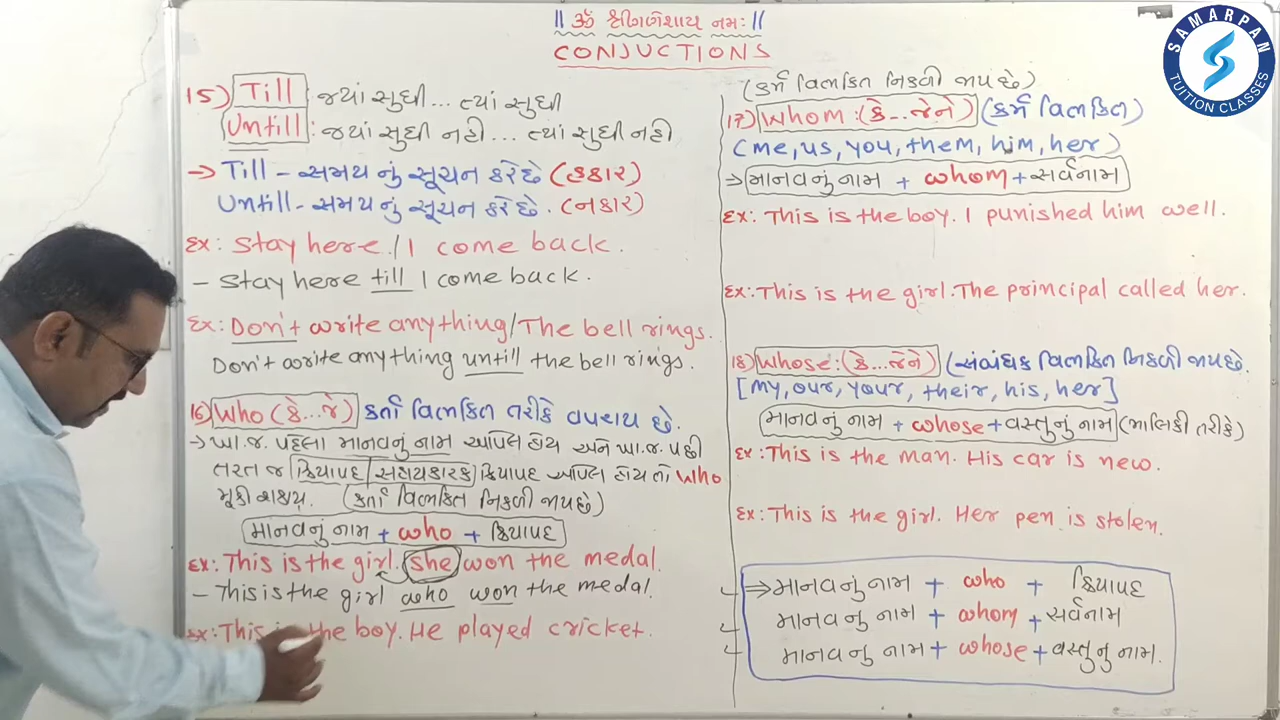 || ૐ શ્રી ગણેશાય નમઃ ||
CONJUCTIONS
SAMARPAN
TUITION CLASSES
15) Till જ્યાં સુધી... ત્યાં સુધી
Untill: જ્યાં સુધી નહી... ત્યાં સુધી નહી
→ Till - સમય નું સૂચન કરે છે (હકાર)
Untill - સમય નું સૂચન કરે છે. (નકાર)
Ex: Stay here./I come back.
- Stay here till I come back.
Ex: Don't write anything/The bell rings.
Don't write anything untill the bell rings.
16) Who (કે...જે) કર્તા વિભક્તિ તરીકે વપરાય છે.
→ ખા.જ. પહેલા માનવનું નામ આપેલ હોય અને ખા.જ. પછી
તરત જ ક્રિયાપદ/સહાયકારક ક્રિયાપદ આપેલ હોય તો who
મૂકી શકાય. (કર્તા વિભક્તિ નિકળી જાય છે)
માનવનું નામ + who + ક્રિયાપદ
Ex: This is the girl. She won the medal.
- This is the girl who won the medal.
Ex: This is the boy. He played cricket.
(કર્મ વિભક્તિ નિકળી જાય છે)
17) Whom: (કે...જેને) (કર્મ વિભક્તિ)
(me, us, you, them, him, her)
→ માનવનું નામ + whom + સર્વનામ
Ex: This is the boy. I punished him well.
Ex: This is the girl. The principal called her.
18) Whose: (કે...જેને) (સંબંધક વિભક્તિ નિકળી જાય છે.
[my, our, your, their, his, her]
માનવનું નામ + whose + વસ્તુનું નામ (માલિકી તરીકે)
Ex: This is the man. His car is new.
Ex: This is the girl. Her pen is stolen.
⇒ માનવનું નામ + who + ક્રિયાપદ
માનવનું નામ + whom + સર્વનામ
માનવનું નામ + whose + વસ્તુનું નામ.